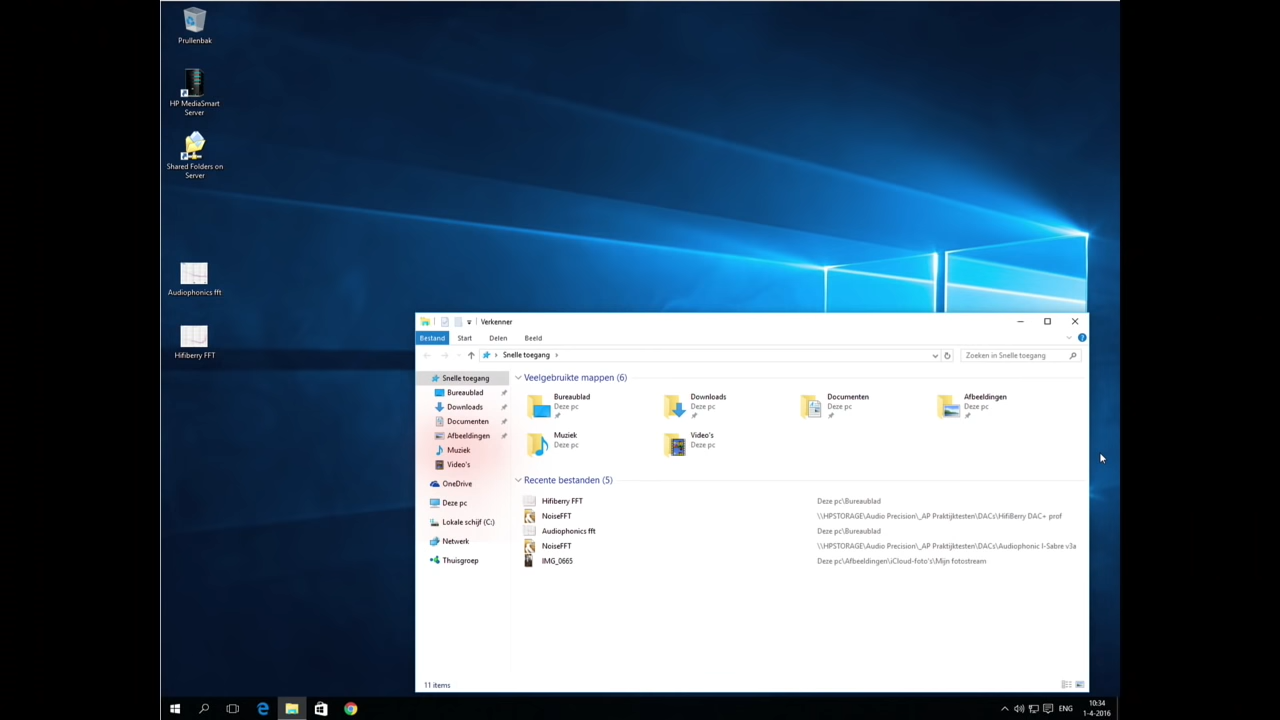 Prullenbak
HP MediaSmart
Server
Shared Folders on
Server
Audiophonics fft
Hifiberry FFT
Verkenner
Bestand
Start
Delen
Beeld
Snelle toegang
Zoeken in Snelle toegang
Snelle toegang
Bureaublad
Downloads
Documenten
Afbeeldingen
Muziek
Video's
OneDrive
Deze pc
Lokale schijf (C:)
Netwerk
Thuisgroep
Veelgebruikte mappen (6)
Bureaublad
Deze pc
Downloads
Deze pc
Documenten
Deze pc
Afbeeldingen
Deze pc
Muziek
Deze pc
Video's
Deze pc
Recente bestanden (5)
Hifiberry FFT Deze pc\Bureaublad
NoiseFFT \\HPSTORAGE\Audio Precision\_AP Praktijktesten\DACs\HifiBerry DAC+ prof
Audiophonics fft Deze pc\Bureaublad
NoiseFFT \\HPSTORAGE\Audio Precision\_AP Praktijktesten\DACs\Audiophonic I-Sabre v3a
IMG_0665 Deze pc\Afbeeldingen\iCloud-foto's\Mijn fotostream
11 items
ENG
10:34
1-4-2016